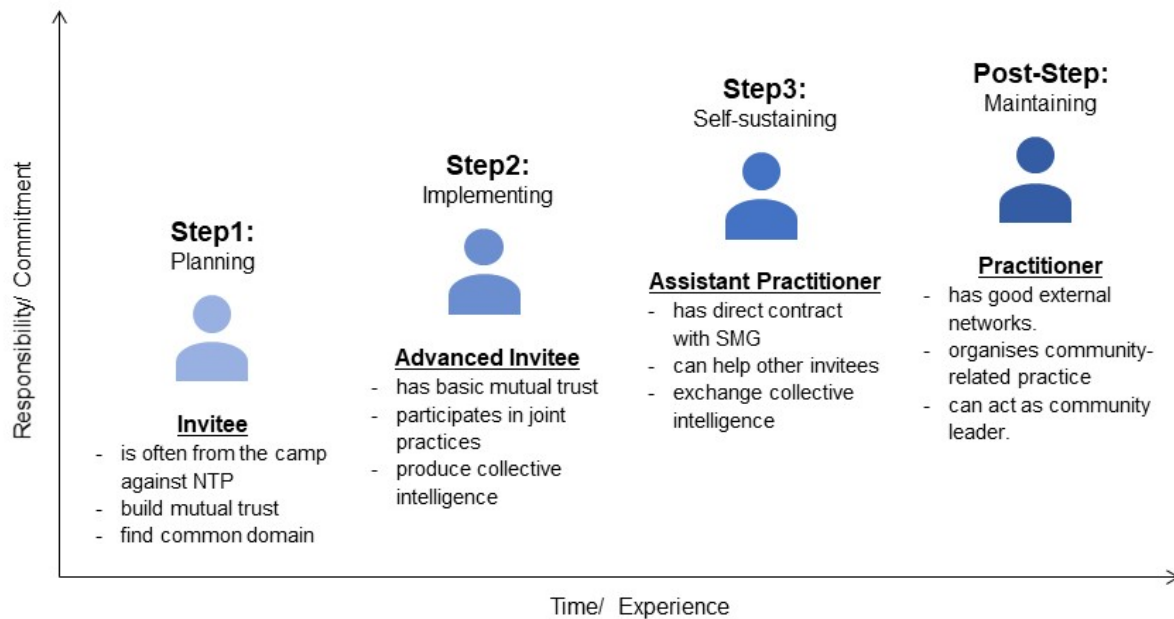 Responsibility/ Commitment
Step1:
Planning
Invitee
- is often from the camp
against NTP
- build mutual trust
- find common domain
Step2:
Implementing
Advanced Invitee
- has basic mutual trust
- participates in joint
practices
- produce collective
intelligence
Step3:
Self-sustaining
Assistant Practitioner
- has direct contract
with SMG
- can help other invitees
- exchange collective
intelligence
Post-Step:
Maintaining
Practitioner
- has good external
networks.
- organises community-
related practice
- can act as community
leader.
Time/ Experience